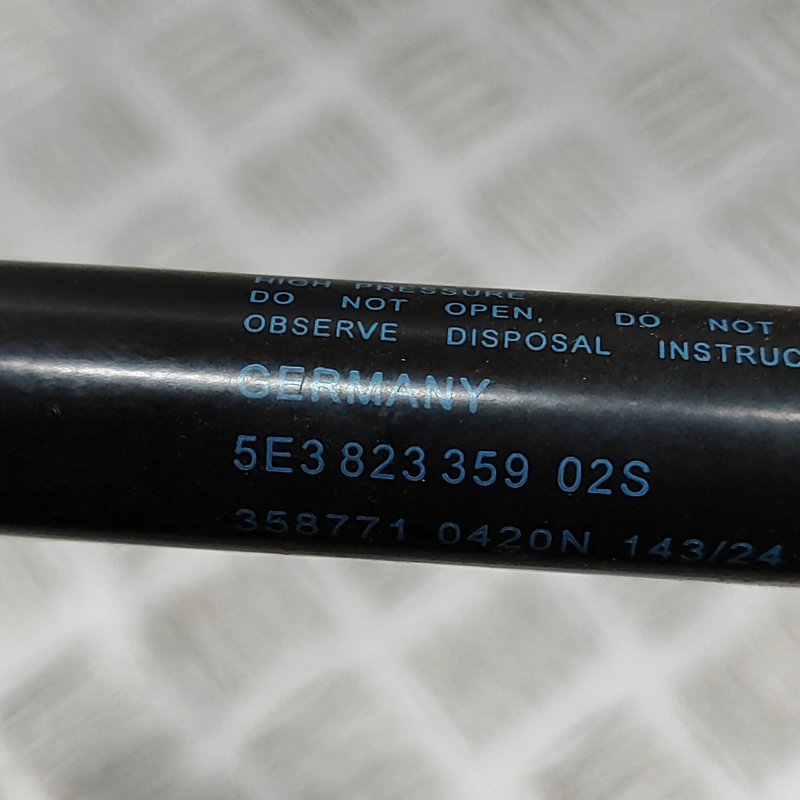 HIGH PRESSURE
DO NOT OPEN. DO NOT
OBSERVE DISPOSAL INSTRUC
GERMANY
5E3 823 359 02S
358771 0420N 143/24